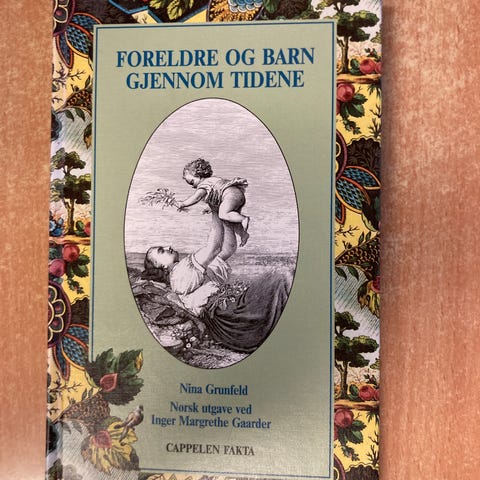 FORELDRE OG BARN
GJENNOM TIDENE
Nina Grunfeld
Norsk utgave ved
Inger Margrethe Gaarder
CAPPELEN FAKTA